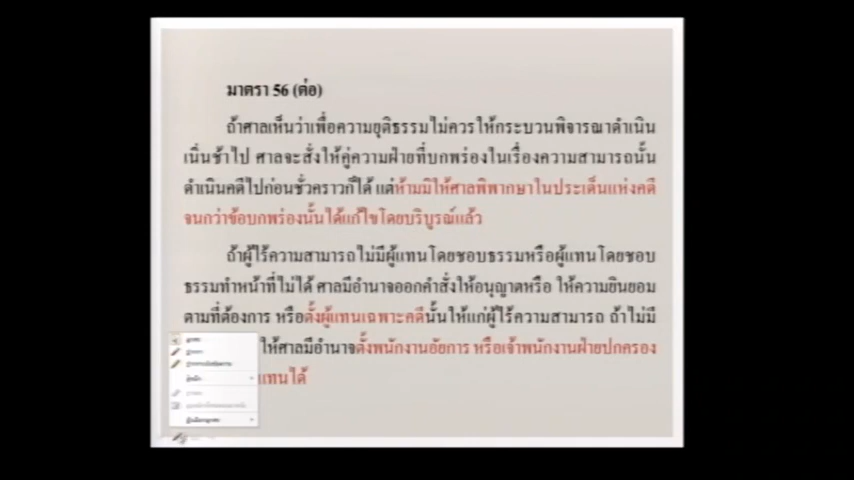 มาตรา 56 (ต่อ)
ถ้าศาลเห็นว่าเพื่อความยุติธรรมไม่ควรให้กระบวนพิจารณาดำเนิน
เนิ่นช้าไป ศาลจะสั่งให้คู่ความฝ่ายที่บกพร่องในเรื่องความสามารถนั้น
ดำเนินคดีไปก่อนชั่วคราวก็ได้ แต่ห้ามมิให้ศาลพิพากษาในประเด็นแห่งคดี
จนกว่าข้อบกพร่องนั้นได้แก้ไขโดยบริบูรณ์แล้ว
ถ้าผู้ไร้ความสามารถไม่มีผู้แทนโดยชอบธรรมหรือผู้แทนโดยชอบ
ธรรมทำหน้าที่ไม่ได้ ศาลมีอำนาจออกคำสั่งให้อนุญาตหรือ ให้ความยินยอม
ตามที่ต้องการ หรือตั้งผู้แทนเฉพาะคดีนั้นให้แก่ผู้ไร้ความสามารถ ถ้าไม่มี
ให้ศาลมีอำนาจตั้งพนักงานอัยการ หรือเจ้าพนักงานฝ่ายปกครอง
แทนได้